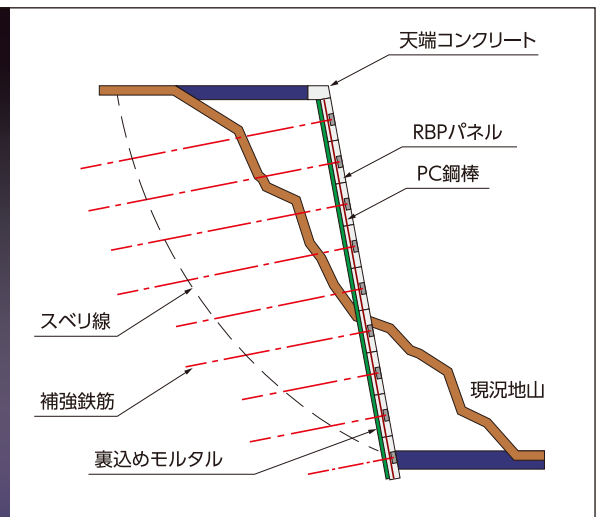 天端コンクリート
RBPパネル
PC鋼棒
スベリ線
補強鉄筋
現況地山
裏込めモルタル